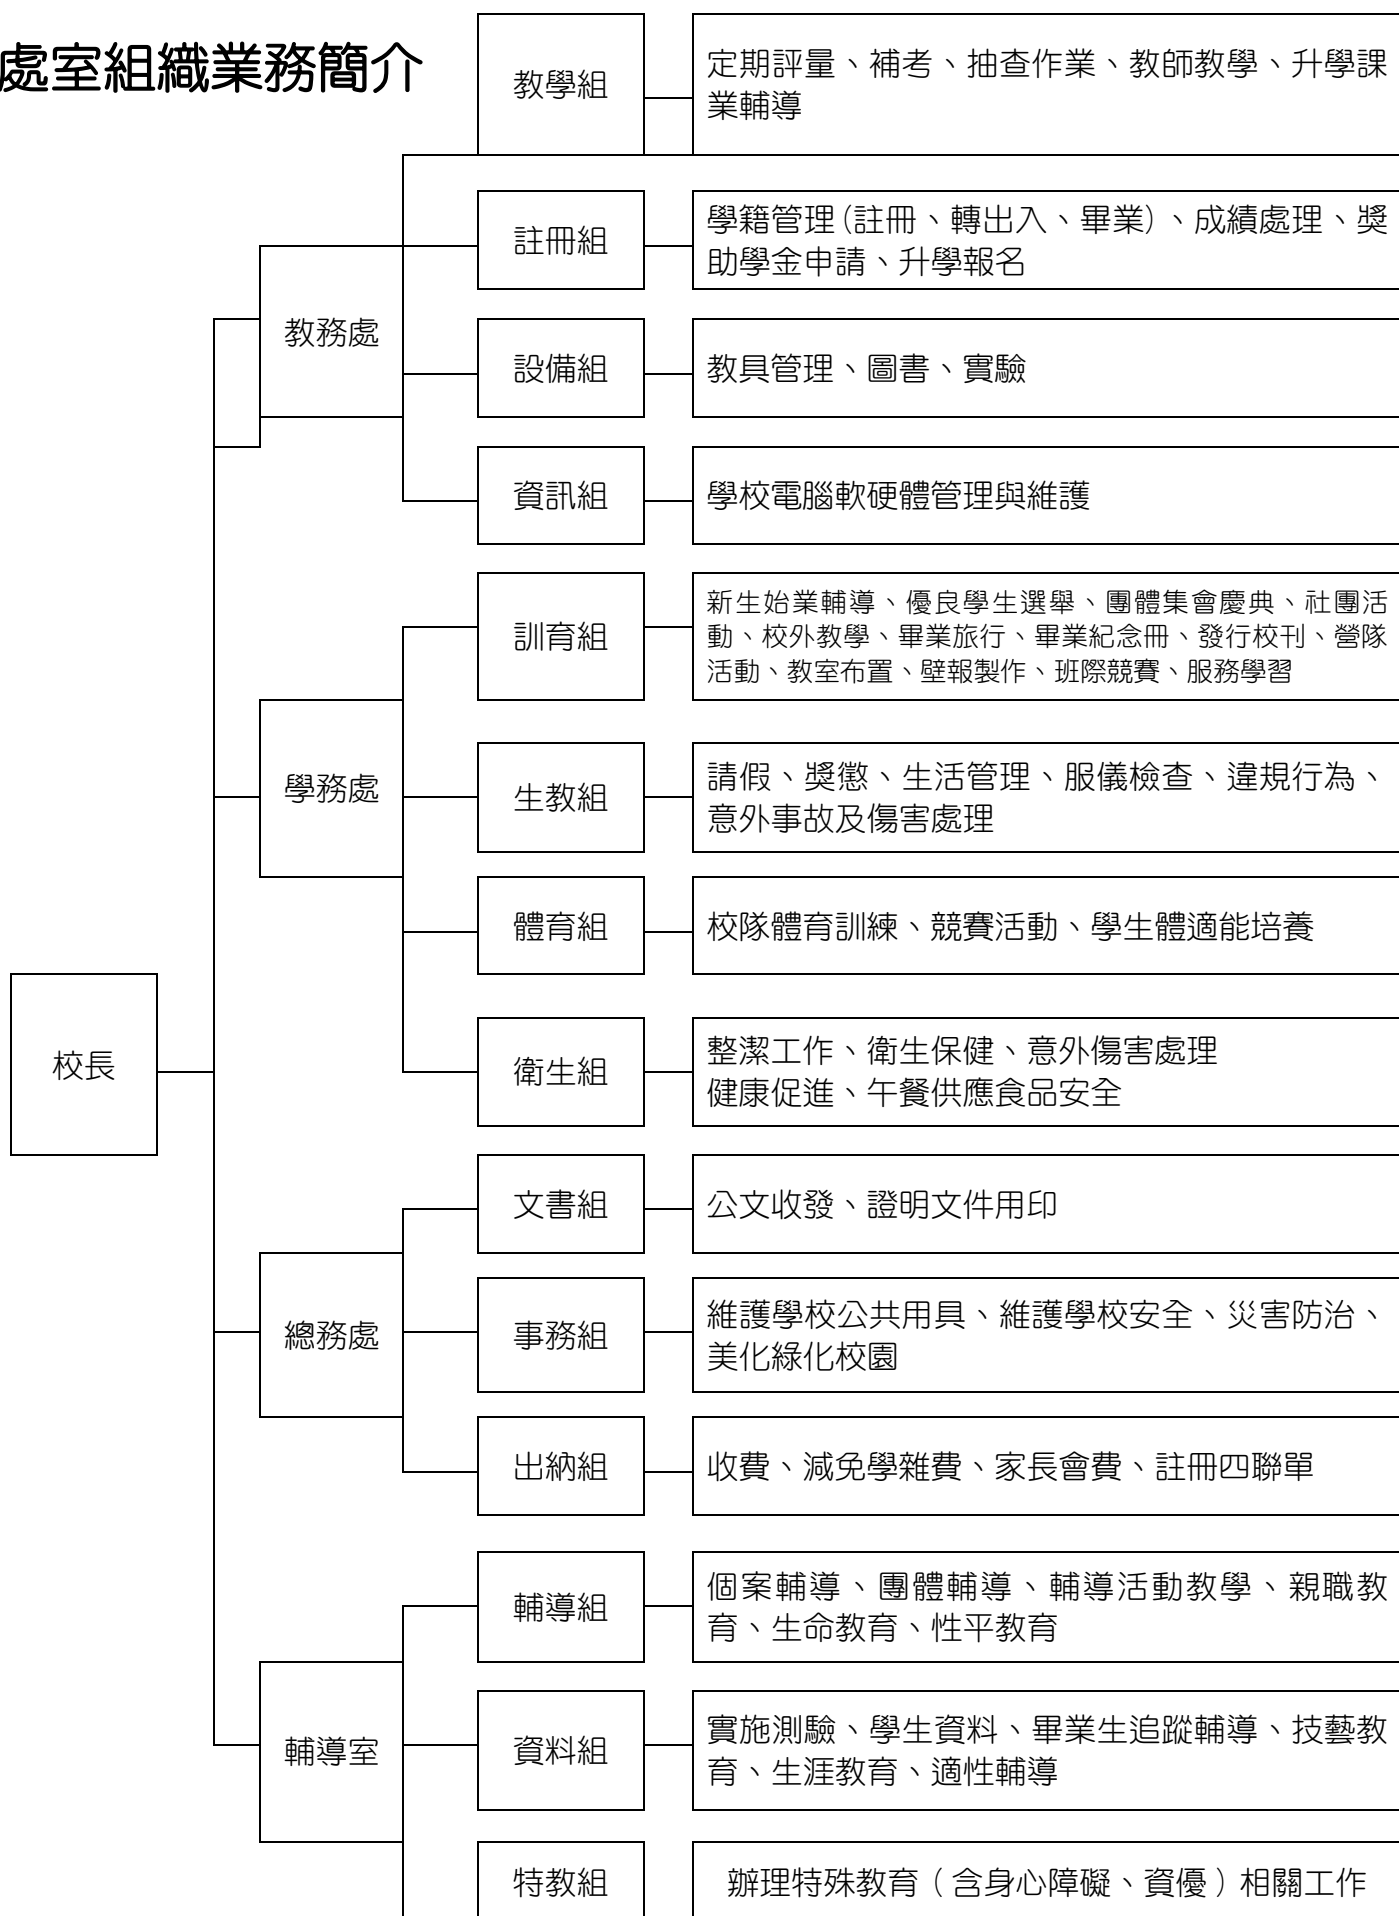 處室組織業務簡介
教學組
定期評量、補考、抽查作業、教師教學、升學課
業輔導
註冊組
學籍管理(註冊、轉出入、畢業)、成績處理、獎
助學金申請、升學報名
教務處
設備組
教具管理、圖書、實驗
資訊組
學校電腦軟硬體管理與維護
訓育組
新生始業輔導、優良學生選舉、團體集會慶典、社團活
動、校外教學、畢業旅行、畢業紀念冊、發行校刊、營隊
活動、教室布置、壁報製作、班際競賽、服務學習
學務處
生教組
請假、獎懲、生活管理、服儀檢查、違規行為、
意外事故及傷害處理
體育組
校隊體育訓練、競賽活動、學生體適能培養
校長
衛生組
整潔工作、衛生保健、意外傷害處理
健康促進、午餐供應食品安全
文書組
公文收發、證明文件用印
總務處
事務組
維護學校公共用具、維護學校安全、災害防治、
美化綠化校園
出納組
收費、減免學雜費、家長會費、註冊四聯單
輔導組
個案輔導、團體輔導、輔導活動教學、親職教
育、生命教育、性平教育
輔導室
資料組
實施測驗、學生資料、畢業生追蹤輔導、技藝教
育、生涯教育、適性輔導
特教組
辦理特殊教育(含身心障礙、資優)相關工作